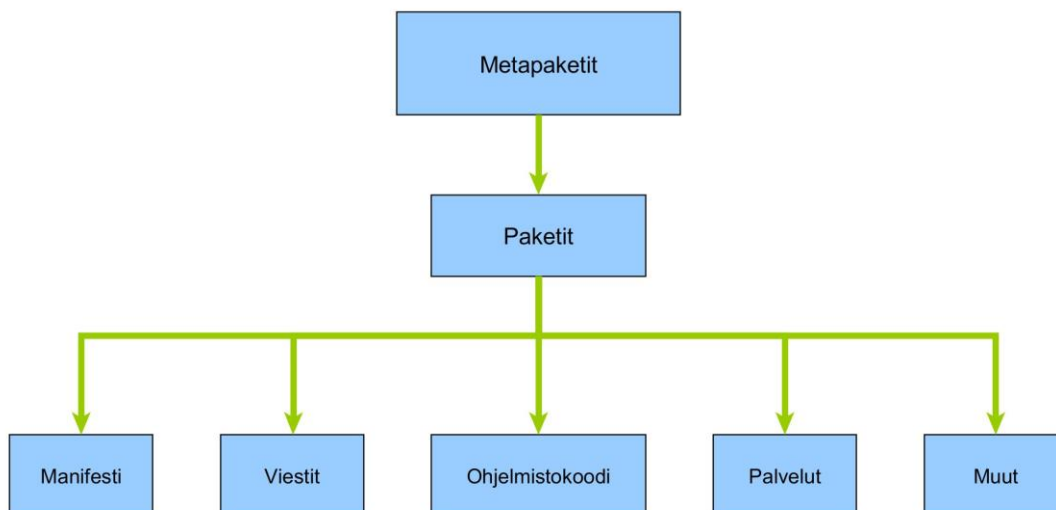 Metapaketit
Paketit
Manifesti
Viestit
Ohjelmistokoodi
Palvelut
Muut